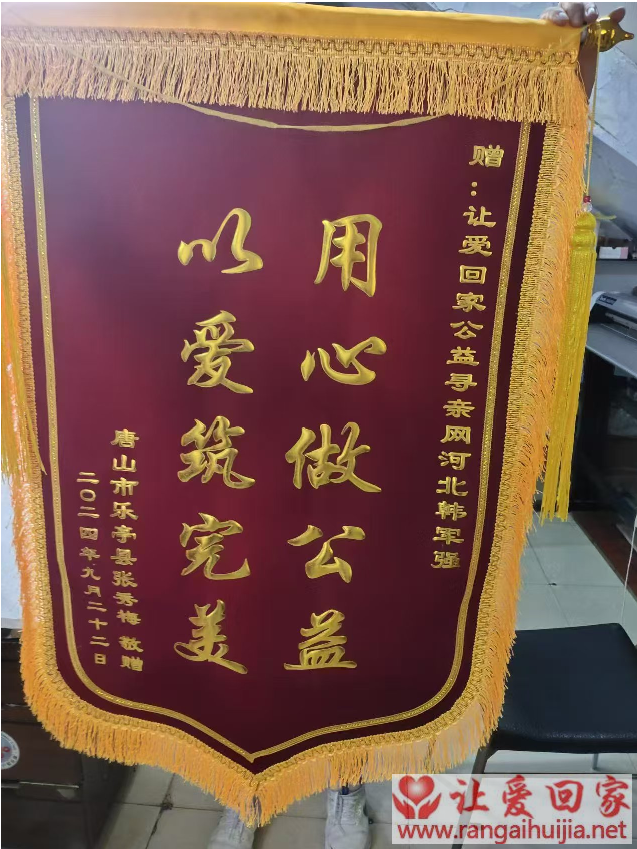 赠：让爱回家公益寻亲网河北韩军强
用心做公益
以爱筑完美
唐山市乐亭县张秀梅 敬赠
二〇二四年九月二十二日
让爱回家
www.rangaihuijia.net